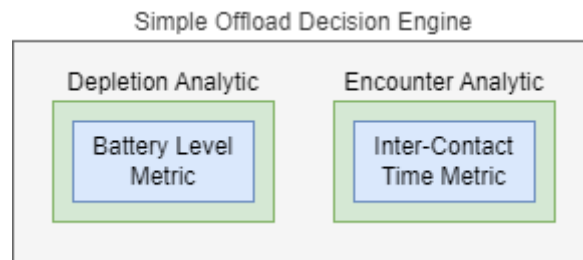 Simple Offload Decision Engine
Depletion Analytic
Encounter Analytic
Battery Level
Metric
Inter-Contact
Time Metric